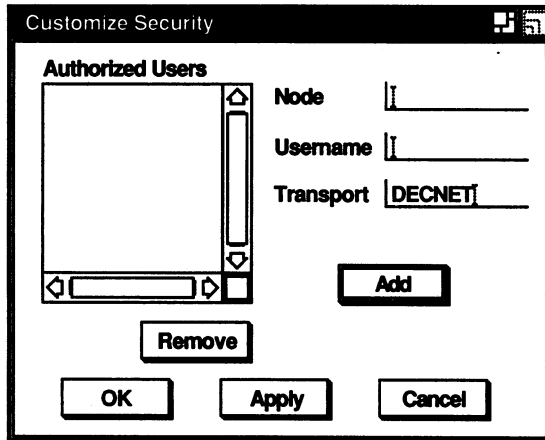 Customize Security
Authorized Users
Node
Username
Transport DECNET
Add
Remove
OK Apply Cancel